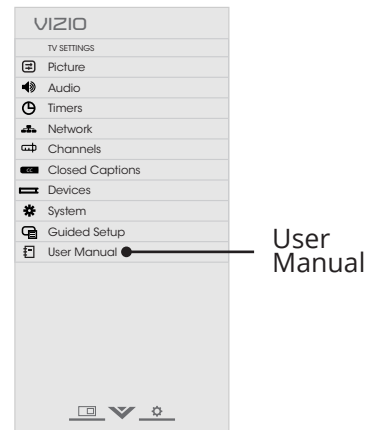 VIZIO
TV SETTINGS
Picture
Audio
Timers
Network
Channels
Closed Captions
Devices
System
Guided Setup
User Manual
User
Manual